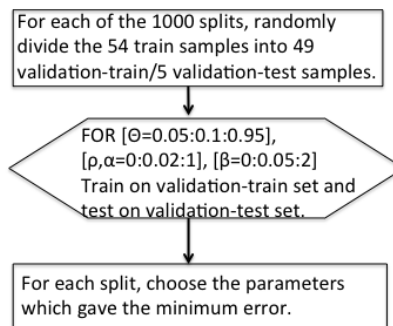 For each of the 1000 splits, randomly
divide the 54 train samples into 49
validation-train/5 validation-test samples.
FOR [Θ=0.05:0.1:0.95],
[ρ,α=0:0.02:1], [β=0:0.05:2]
Train on validation-train set and
test on validation-test set.
For each split, choose the parameters
which gave the minimum error.